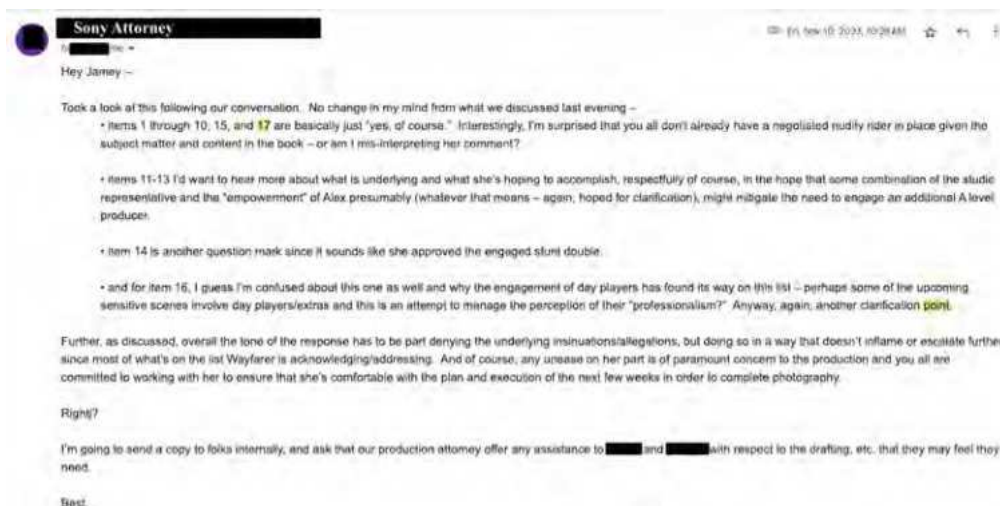 Sony Attorney
Fri, Nov 10, 2023, 10:28 AM
Hey Jamey –
Took a look at this following our conversation. No change in my mind from what we discussed last evening –
• items 1 through 10, 15, and 17 are basically just "yes, of course." Interestingly, I'm surprised that you all don't already have a negotiated nudity rider in place given the
subject matter and content in the book – or am I mis-interpreting her comment?
• items 11-13 I'd want to hear more about what is underlying and what she's hoping to accomplish, respectfully of course, in the hope that some combination of the studio
representative and the "empowerment" of Alex presumably (whatever that means – again, hoped for clarification), might mitigate the need to engage an additional A level
producer.
• item 14 is another question mark since it sounds like she approved the engaged stunt double.
• and for item 16, I guess I'm confused about this one as well and why the engagement of day players has found its way on this list – perhaps some of the upcoming
sensitive scenes involve day players/extras and this is an attempt to manage the perception of their "professionalism?" Anyway, again, another clarification point.
Further, as discussed, overall the tone of the response has to be part denying the underlying insinuations/allegations, but doing so in a way that doesn't inflame or escalate further
since most of what's on the list Wayfarer is acknowledging/addressing. And of course, any unease on her part is of paramount concern to the production and you all are
committed to working with her to ensure that she's comfortable with the plan and execution of the next few weeks in order to complete photography.
Right?
I'm going to send a copy to folks internally, and ask that our production attorney offer any assistance to and with respect to the drafting, etc. that they may feel they
need.
Best